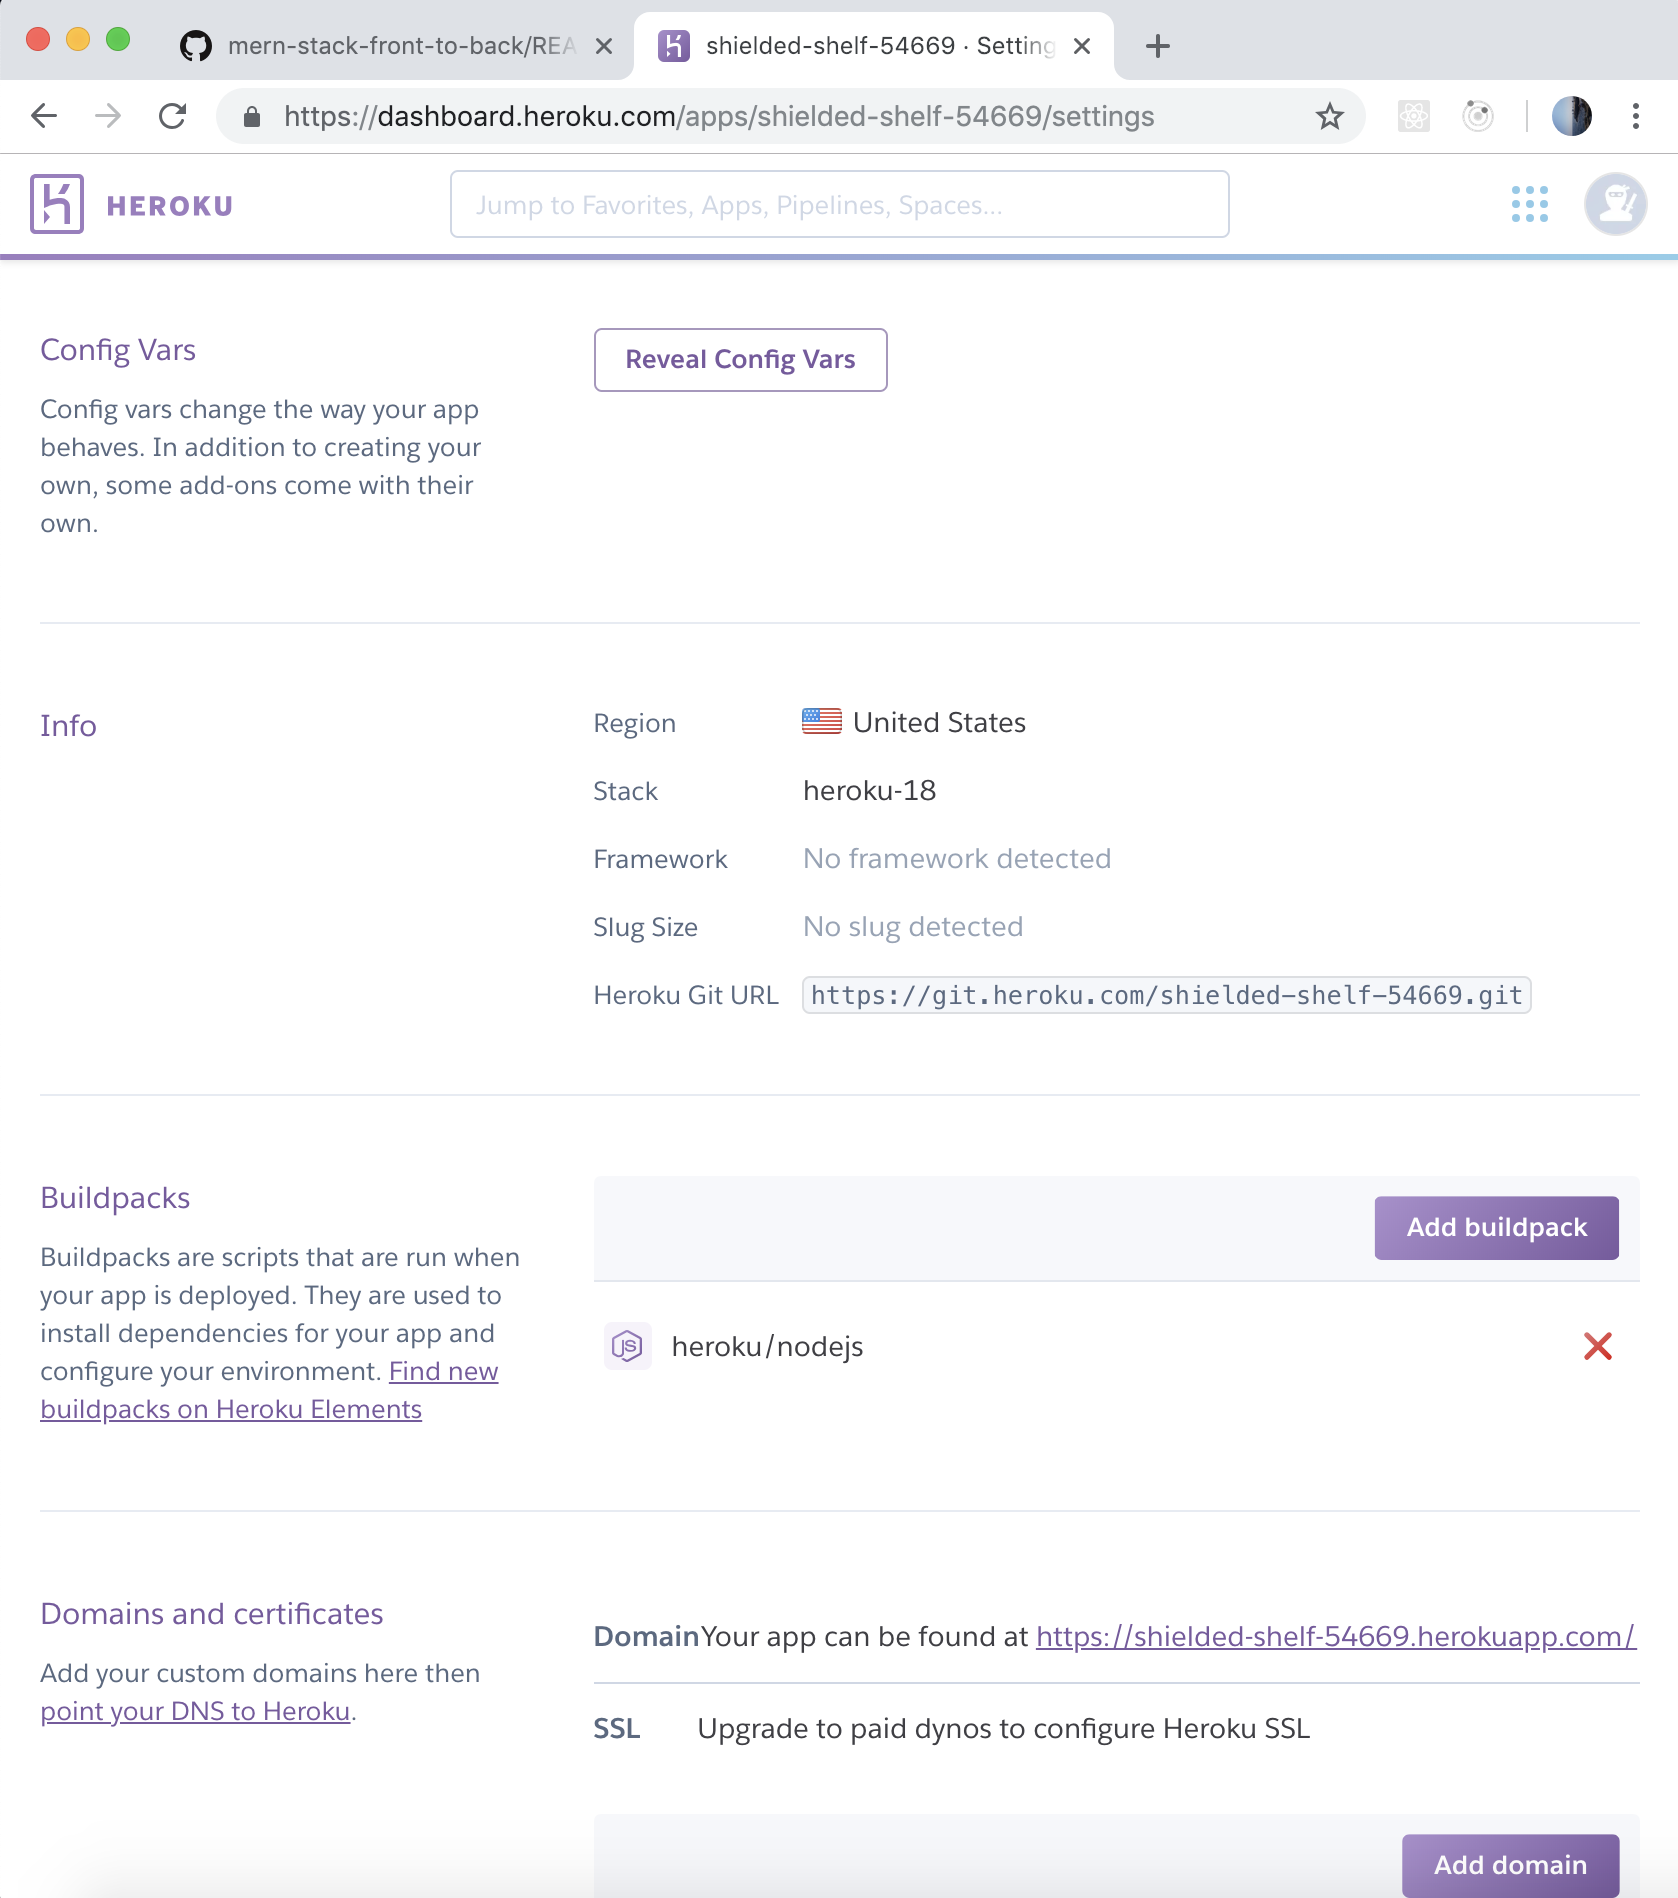 mern-stack-front-to-back/REA
shielded-shelf-54669 · Setting
https://dashboard.heroku.com/apps/shielded-shelf-54669/settings
HEROKU
Jump to Favorites, Apps, Pipelines, Spaces...
Config Vars
Config vars change the way your app
behaves. In addition to creating your
own, some add-ons come with their
own.
Reveal Config Vars
Info
Region United States
Stack heroku-18
Framework No framework detected
Slug Size No slug detected
Heroku Git URL https://git.heroku.com/shielded-shelf-54669.git
Buildpacks
Buildpacks are scripts that are run when
your app is deployed. They are used to
install dependencies for your app and
configure your environment. Find new
buildpacks on Heroku Elements
Add buildpack
JS heroku/nodejs
Domains and certificates
Add your custom domains here then
point your DNS to Heroku.
Domain Your app can be found at https://shielded-shelf-54669.herokuapp.com/
SSL Upgrade to paid dynos to configure Heroku SSL
Add domain